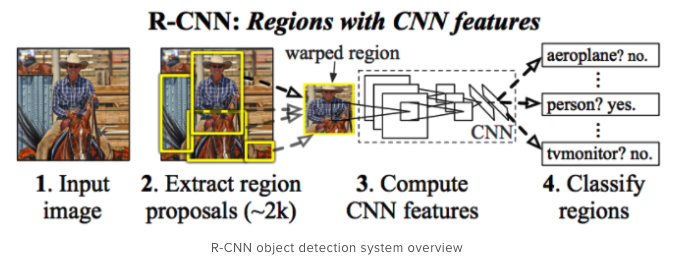 R-CNN: Regions with CNN features
warped region
aeroplane? no.
person? yes.
tvmonitor? no.
CNN
1. Input
image
2. Extract region
proposals (~2k)
3. Compute
CNN features
4. Classify
regions
R-CNN object detection system overview